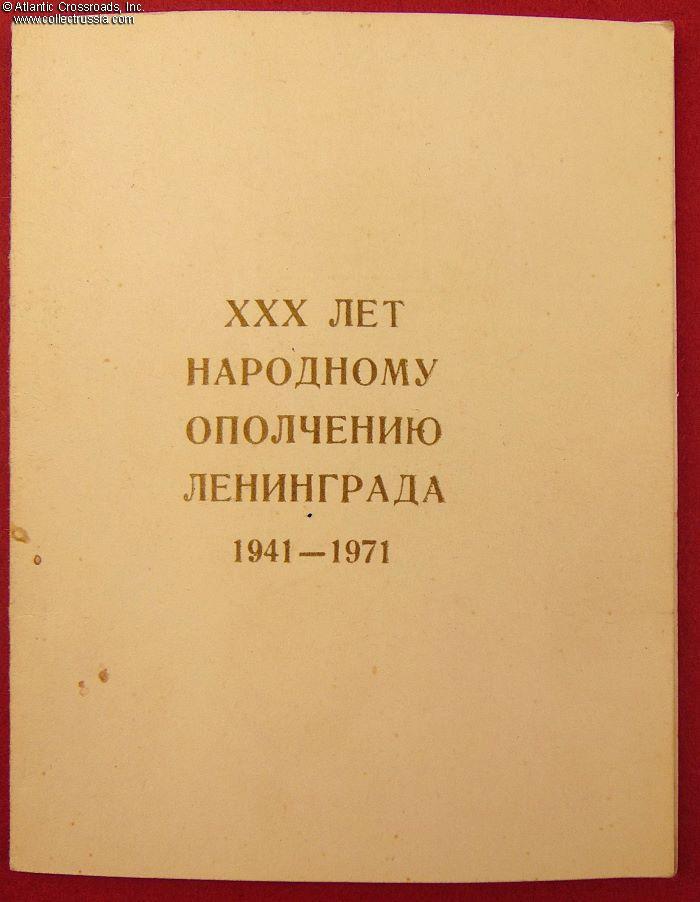 © Atlantic Crossroads, Inc.
www.collectrussia.com
XXX ЛЕТ
НАРОДНОМУ
ОПОЛЧЕНИЮ
ЛЕНИНГРАДА
1941—1971